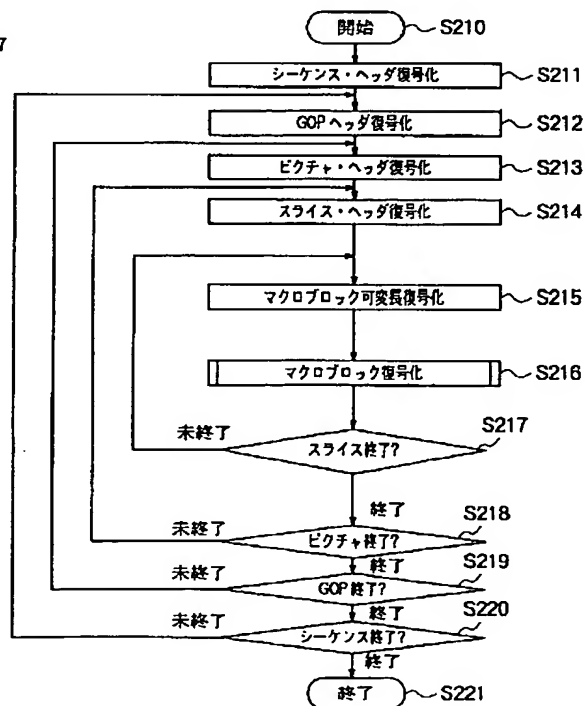 開始 S210
7
シーケンス・ヘッダ復号化 S211
GOPヘッダ復号化 S212
ピクチャ・ヘッダ復号化 S213
スライス・ヘッダ復号化 S214
マクロブロック可変長復号化 S215
マクロブロック復号化 S216
未終了 スライス終了? S217
終了
未終了 ピクチャ終了? S218
終了
未終了 GOP終了? S219
終了
未終了 シーケンス終了? S220
終了
終了 S221